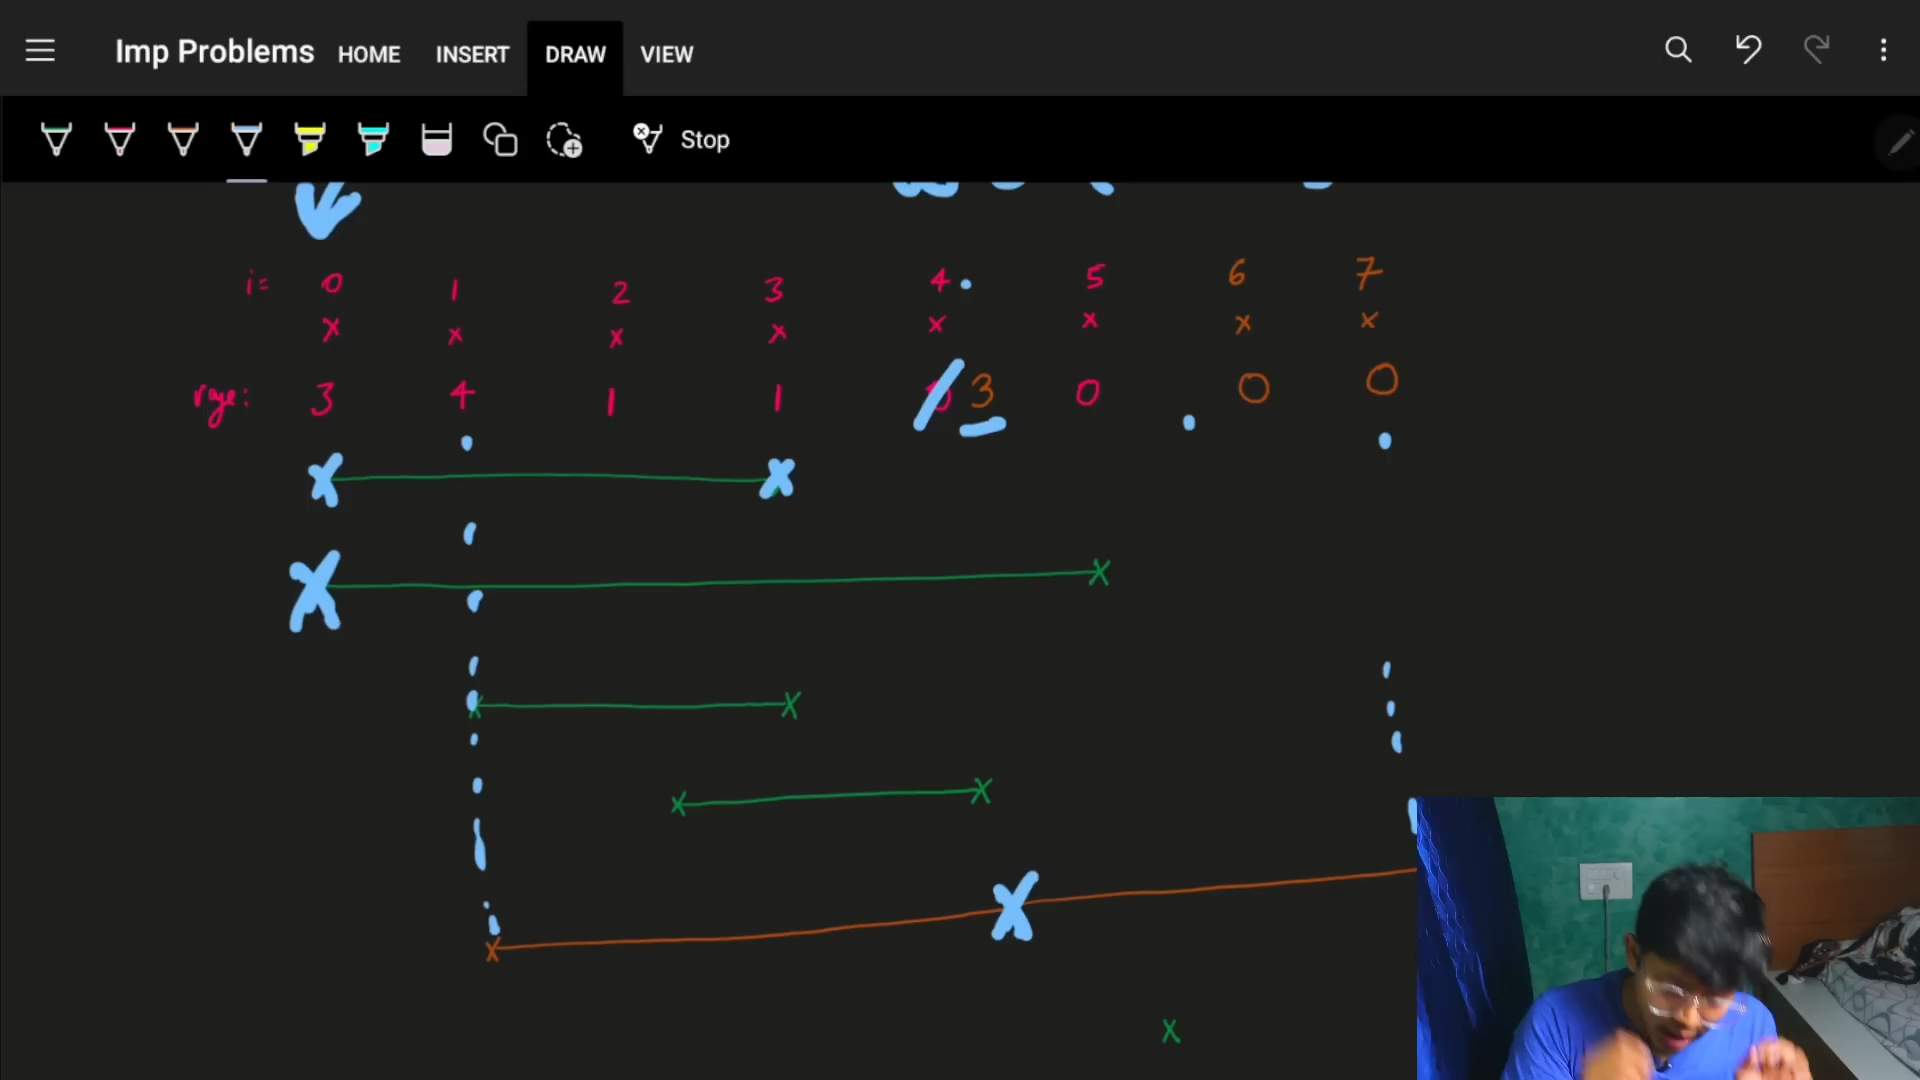 Imp Problems HOME INSERT DRAW VIEW
Stop
i= 0 1 2 3 4 5 6 7
x x x x x x x x
rage: 3 4 1 1 3 0 0 0